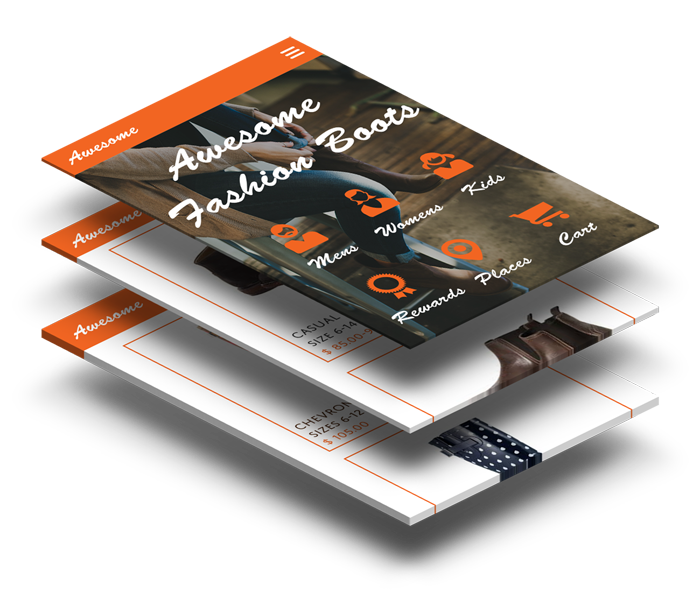 Awesome
Awesome
Fashion Boots
Mens
Womens
Kids
Rewards
Places
Cart
Awesome
CASUAL
SIZE 6-14
$ 85.00
Awesome
CHEVRON
SIZES 6-12
$ 105.00